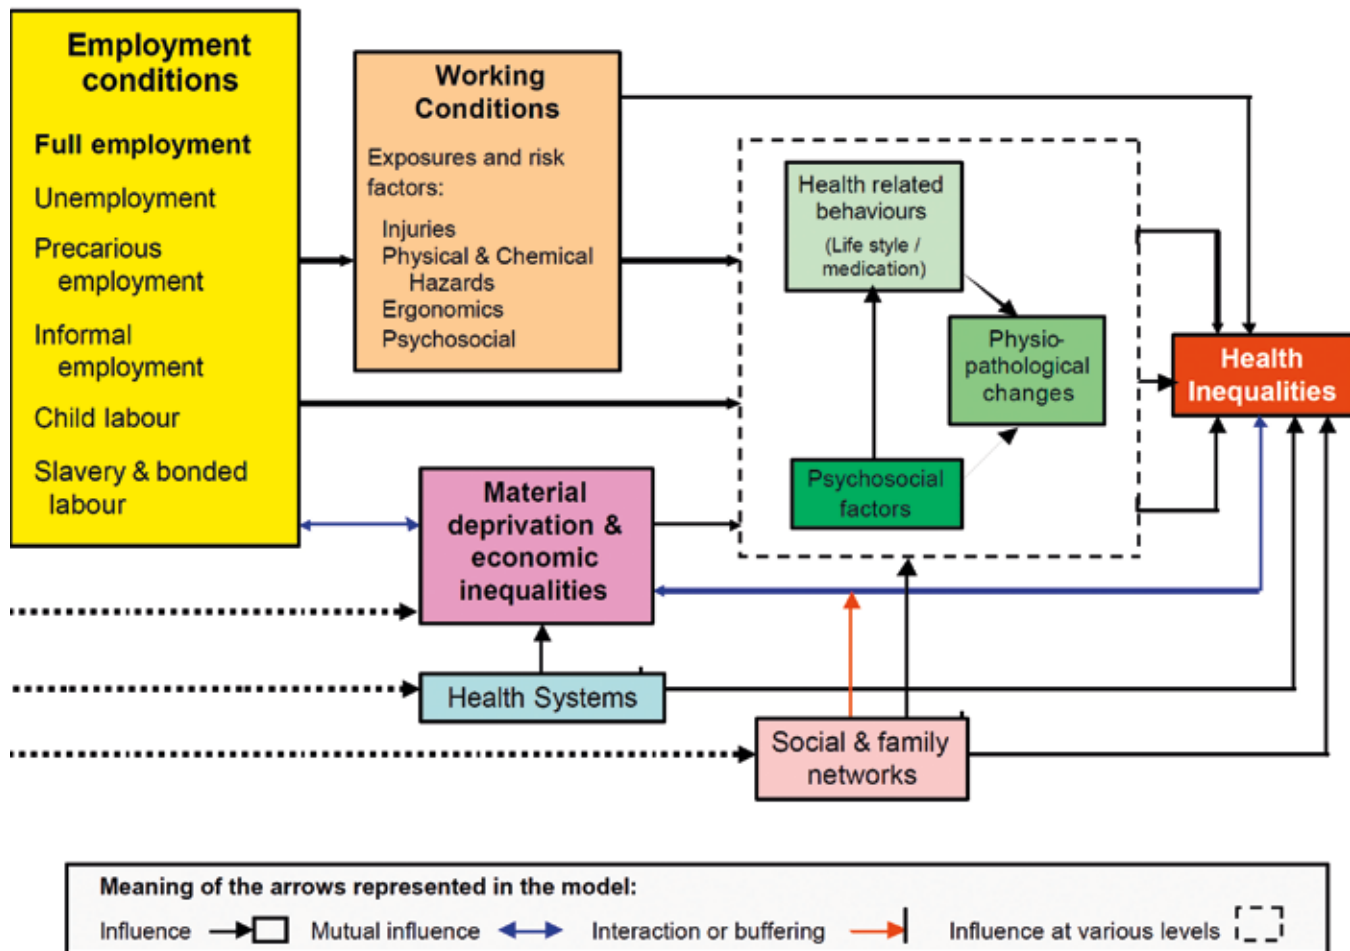 Employment
conditions
Full employment
Unemployment
Precarious
employment
Informal
employment
Child labour
Slavery & bonded
labour
Working
Conditions
Exposures and risk
factors:
Injuries
Physical & Chemical
Hazards
Ergonomics
Psychosocial
Material
deprivation &
economic
inequalities
Health Systems
Health related
behaviours
(Life style /
medication)
Physio-
pathological
changes
Psychosocial
factors
Social & family
networks
Health
Inequalities
Meaning of the arrows represented in the model:
Influence Mutual influence Interaction or buffering Influence at various levels